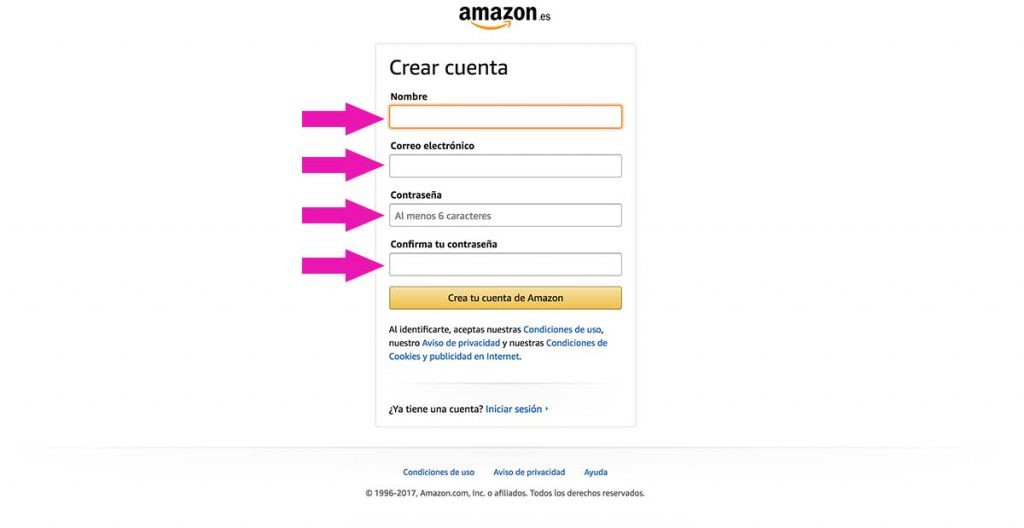 amazon.es
Crear cuenta
Nombre
Correo electrónico
Contraseña
Al menos 6 caracteres
Confirma tu contraseña
Crea tu cuenta de Amazon
Al identificarte, aceptas nuestras Condiciones de uso,
nuestro Aviso de privacidad y nuestras Condiciones de
Cookies y publicidad en Internet.
¿Ya tiene una cuenta? Iniciar sesión
Condiciones de uso Aviso de privacidad Ayuda
© 1996-2017, Amazon.com, Inc. o afiliados. Todos los derechos reservados.